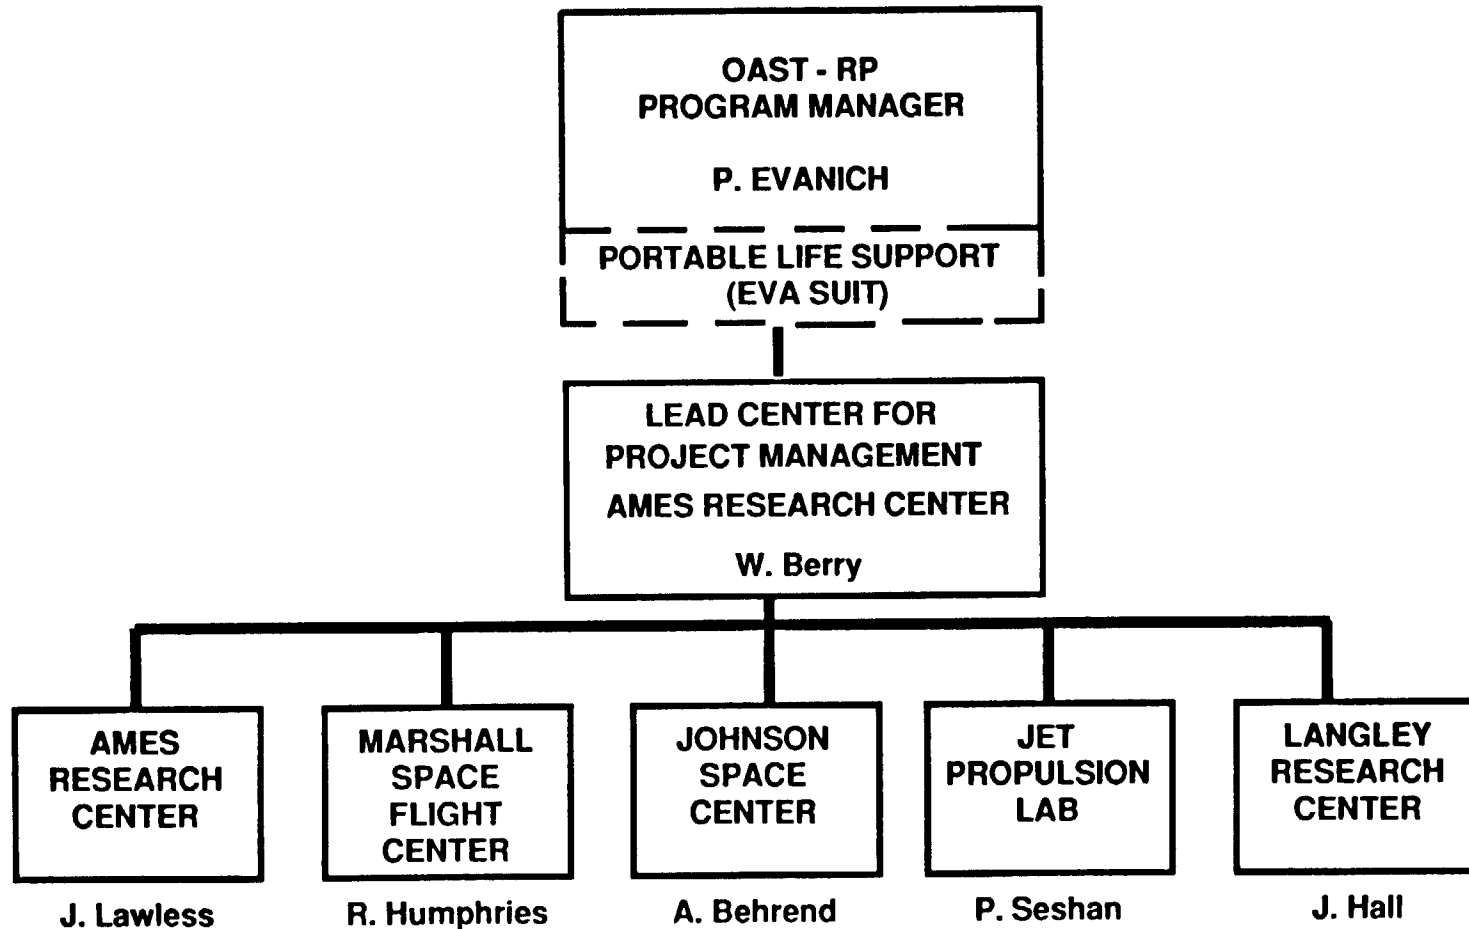 OAST - RP
PROGRAM MANAGER
P. EVANICH
PORTABLE LIFE SUPPORT
(EVA SUIT)
LEAD CENTER FOR
PROJECT MANAGEMENT
AMES RESEARCH CENTER
W. Berry
AMES
RESEARCH
CENTER
J. Lawless
MARSHALL
SPACE
FLIGHT
CENTER
R. Humphries
JOHNSON
SPACE
CENTER
A. Behrend
JET
PROPULSION
LAB
P. Seshan
LANGLEY
RESEARCH
CENTER
J. Hall